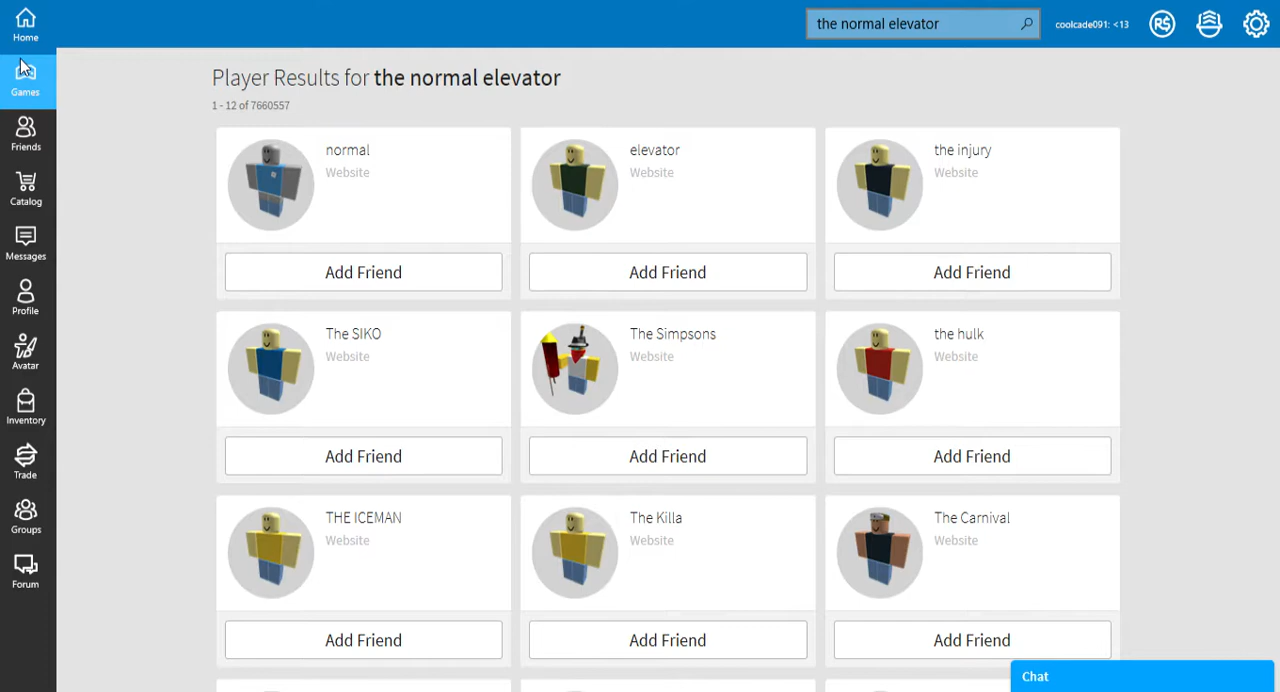 Home
the normal elevator
coolcade091: <13
R$
Games
Friends
Catalog
Messages
Profile
Avatar
Inventory
Trade
Groups
Forum
Player Results for the normal elevator
1 - 12 of 7660557
normal
Website
Add Friend
elevator
Website
Add Friend
the injury
Website
Add Friend
The SIKO
Website
Add Friend
The Simpsons
Website
Add Friend
the hulk
Website
Add Friend
THE ICEMAN
Website
Add Friend
The Killa
Website
Add Friend
The Carnival
Website
Add Friend
Chat